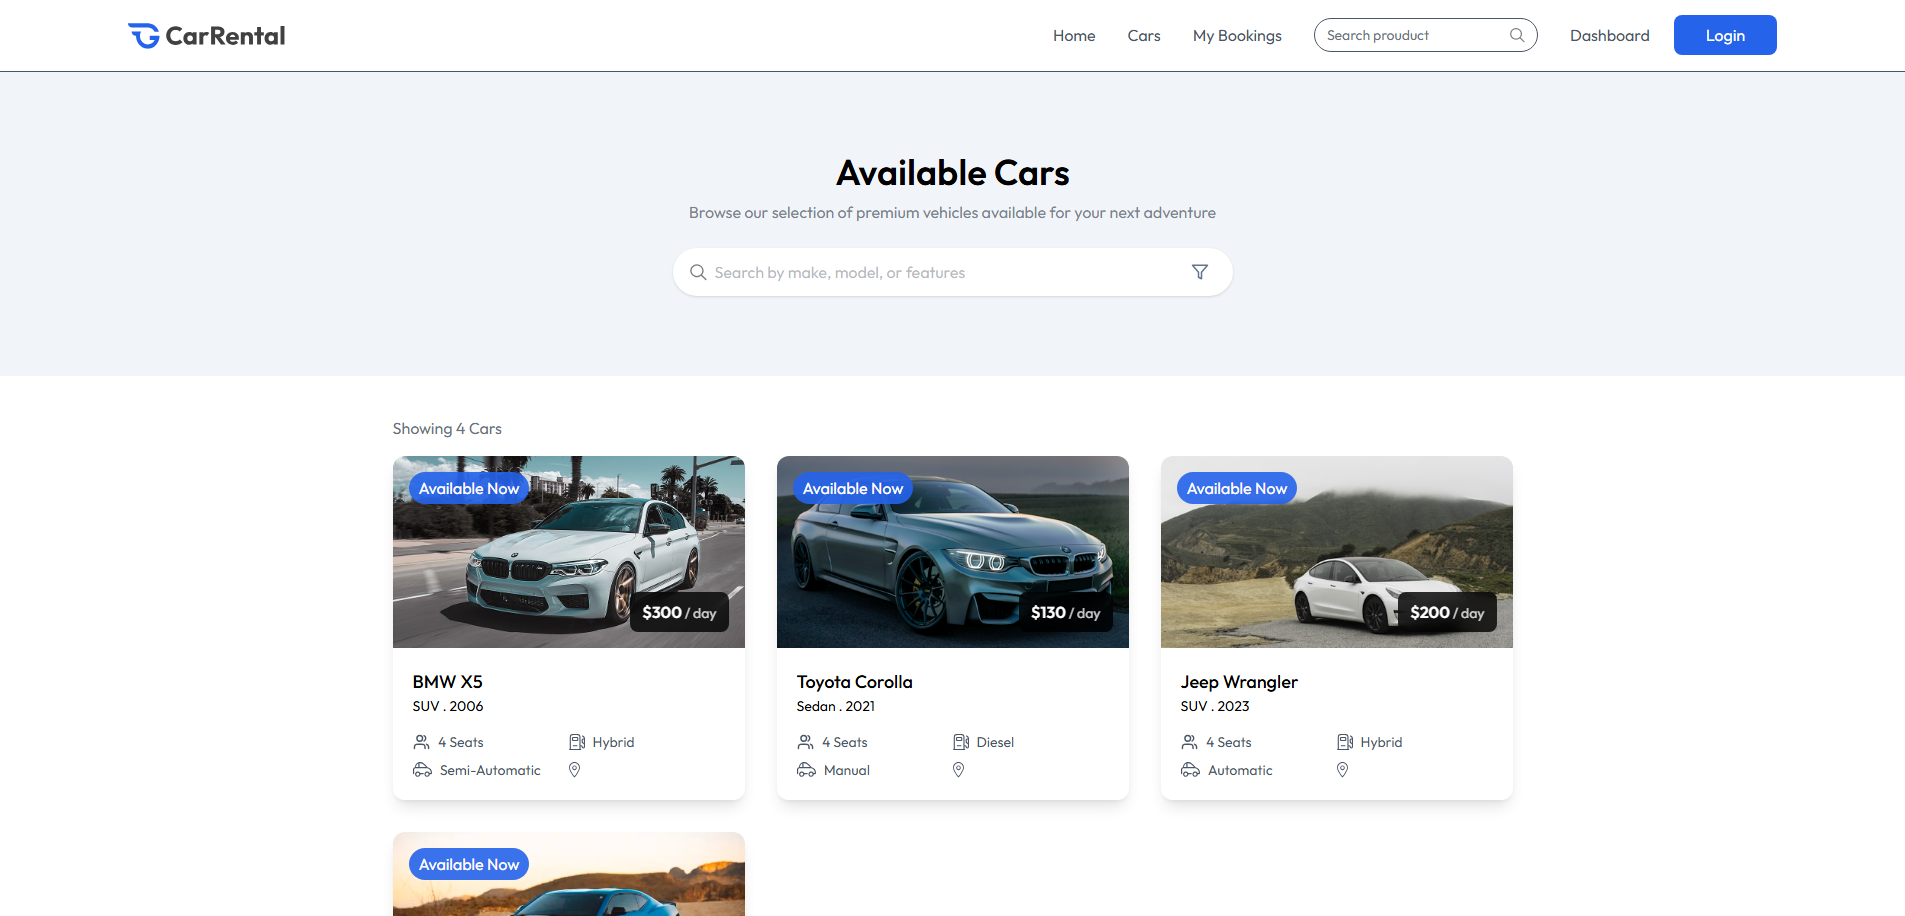 CarRental
Home Cars My Bookings Search prouduct Dashboard Login
Available Cars
Browse our selection of premium vehicles available for your next adventure
Search by make, model, or features
Showing 4 Cars
Available Now
$300 / day
BMW X5
SUV . 2006
4 Seats Hybrid
Semi-Automatic
Available Now
$130 / day
Toyota Corolla
Sedan . 2021
4 Seats Diesel
Manual
Available Now
$200 / day
Jeep Wrangler
SUV . 2023
4 Seats Hybrid
Automatic
Available Now